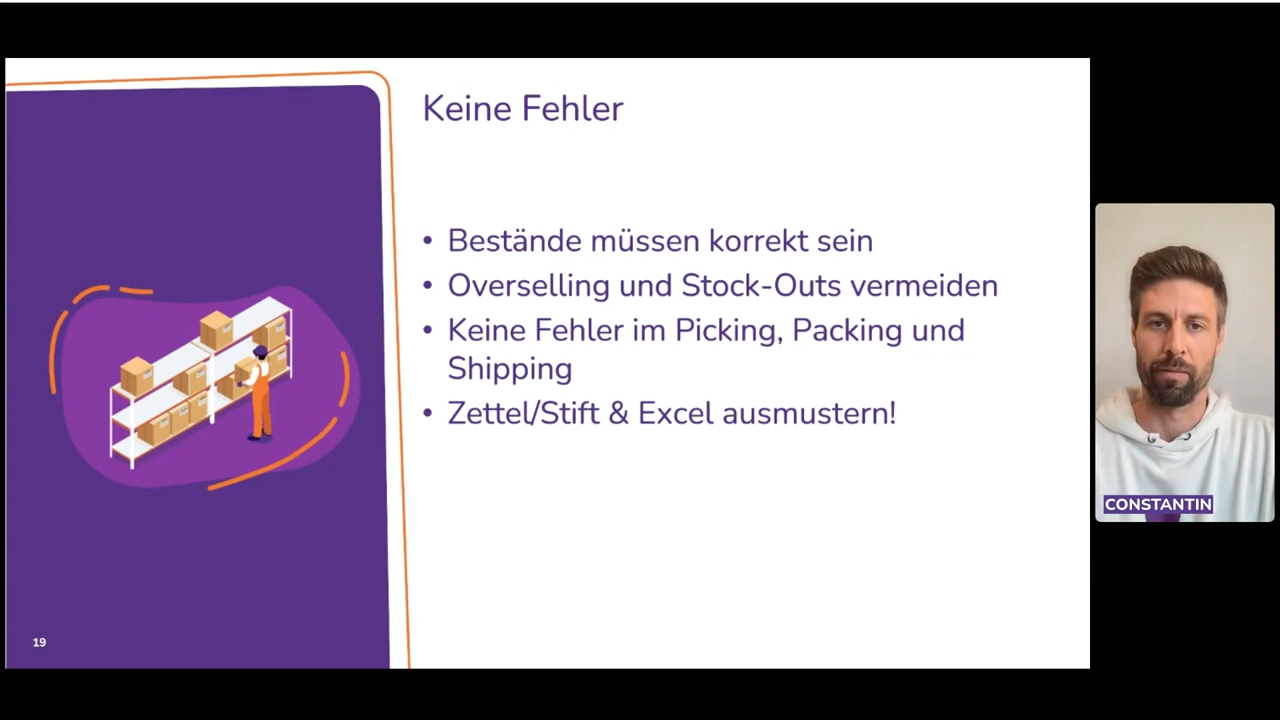 Keine Fehler
• Bestände müssen korrekt sein
• Overselling und Stock-Outs vermeiden
• Keine Fehler im Picking, Packing und
Shipping
• Zettel/Stift & Excel ausmustern!
CONSTANTIN
19